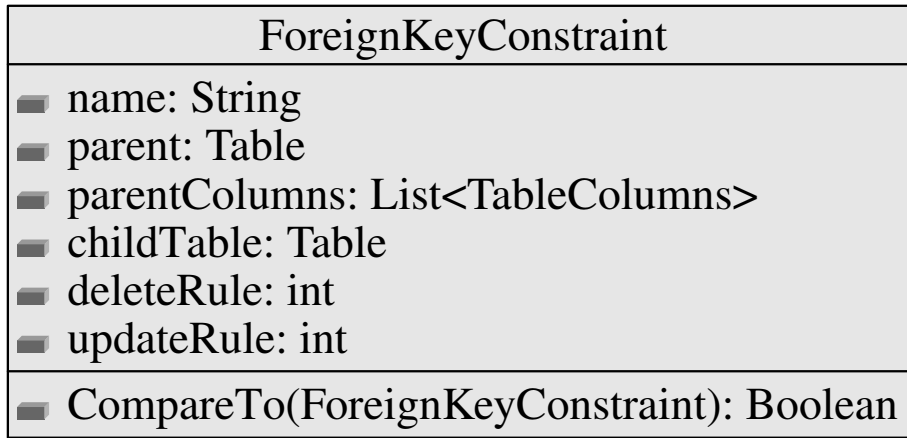 ForeignKeyConstraint
name: String
parent: Table
parentColumns: List<TableColumns>
childTable: Table
deleteRule: int
updateRule: int
CompareTo(ForeignKeyConstraint): Boolean